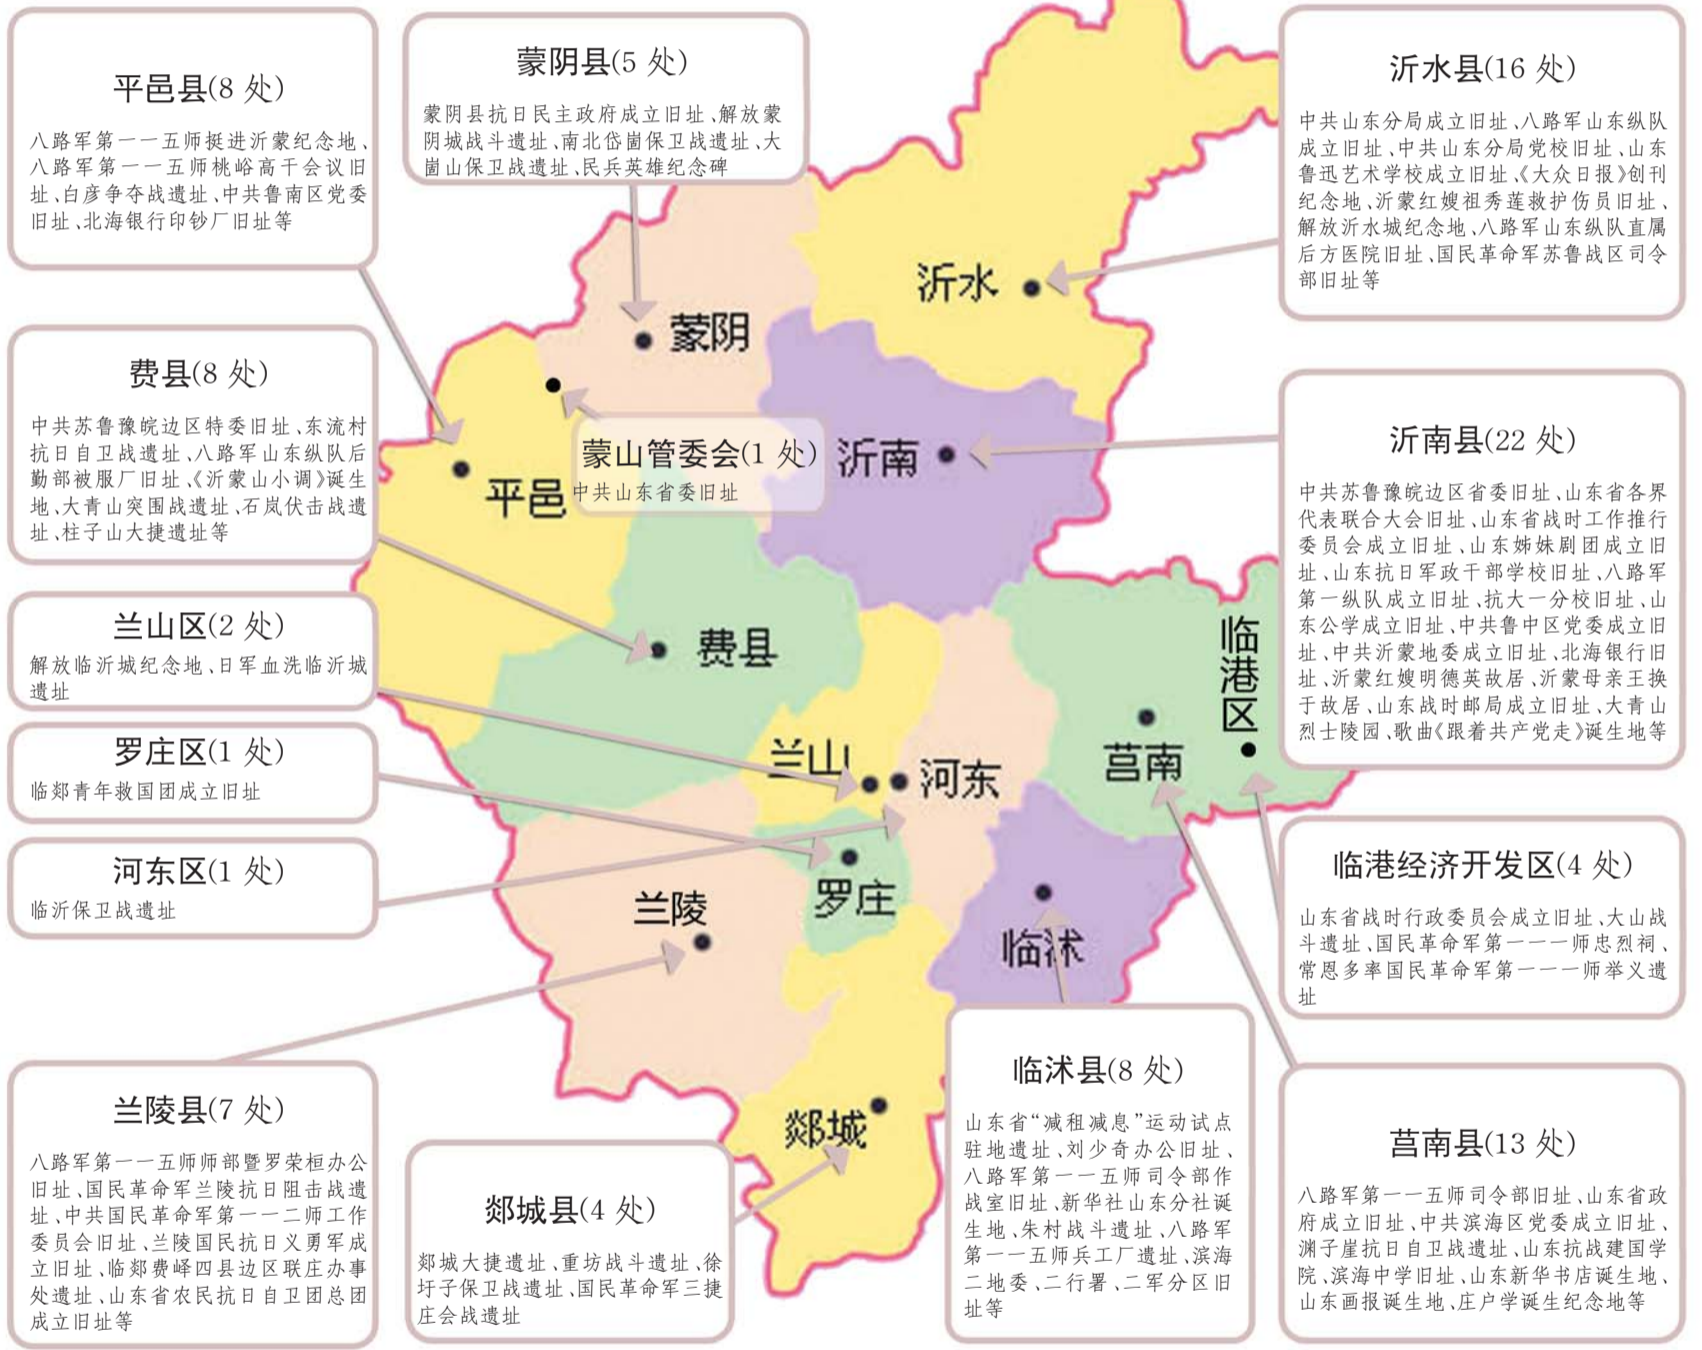 平邑县(8 处)
八路军第一一五师挺进沂蒙纪念地、
八路军第一一五师桃峪高干会议旧
址、白彦争夺战遗址、中共鲁南区党委
旧址、北海银行印钞厂旧址等
蒙阴县(5 处)
蒙阴县抗日民主政府成立旧址、解放蒙
阴城战斗遗址、南北岱崮保卫战遗址、大
崮山保卫战遗址、民兵英雄纪念碑
沂水县(16 处)
中共山东分局成立旧址、八路军山东纵队
成立旧址、中共山东分局党校旧址、山东
鲁迅艺术学校成立旧址、《大众日报》创刊
纪念地、沂蒙红嫂祖秀莲救护伤员旧址、
解放沂水城纪念地、八路军山东纵队直属
后方医院旧址、国民革命军苏鲁战区司令
部旧址等
费县(8 处)
中共苏鲁豫皖边区特委旧址、东流村
抗日自卫战遗址、八路军山东纵队后
勤部被服厂旧址、《沂蒙山小调》诞生
地、大青山突围战遗址、石岚伏击战遗
址、柱子山大捷遗址等
蒙山管委会(1 处)
中共山东省委旧址
沂南县(22 处)
中共苏鲁豫皖边区省委旧址、山东省各界
代表联合大会旧址、山东省战时工作推行
委员会成立旧址、山东姊妹剧团成立旧
址、山东抗日军政干部学校旧址、八路军
第一纵队成立旧址、抗大一分校旧址、山
东公学成立旧址、中共鲁中区党委成立旧
址、中共沂蒙地委成立旧址、北海银行旧
址、沂蒙红嫂明德英故居、沂蒙母亲王换
于故居、山东战时邮局成立旧址、大青山
烈士陵园、歌曲《跟着共产党走》诞生地等
兰山区(2 处)
解放临沂城纪念地、日军血洗临沂城
遗址
罗庄区(1 处)
临郯青年救国团成立旧址
河东区(1 处)
临沂保卫战遗址
临港经济开发区(4 处)
山东省战时行政委员会成立旧址、大山战
斗遗址、国民革命军第一一一师忠烈祠、
常恩多率国民革命军第一一一师举义遗
址
兰陵县(7 处)
八路军第一一五师师部暨罗荣桓办公
旧址、国民革命军兰陵抗日阻击战遗
址、中共国民革命军第一一二师工作
委员会旧址、兰陵国民抗日义勇军成
立旧址、临郯费峄四县边区联庄办事
处遗址、山东省农民抗日自卫团总团
成立旧址等
郯城县(4 处)
郯城大捷遗址、重坊战斗遗址、徐
圩子保卫战遗址、国民革命军三捷
庄会战遗址
临沭县(8 处)
山东省“减租减息”运动试点
驻地遗址、刘少奇办公旧址、
八路军第一一五师司令部作
战室旧址、新华社山东分社诞
生地、朱村战斗遗址、八路军
第一一五师兵工厂遗址、滨海
二地委、二行署、二军分区旧
址等
莒南县(13 处)
八路军第一一五师司令部旧址、山东省政
府成立旧址、中共滨海区党委成立旧址、
渊子崖抗日自卫战遗址、山东抗战建国学
院、滨海中学旧址、山东新华书店诞生地、
山东画报诞生地、庄户学诞生纪念地等
沂水
蒙阴
沂南
平邑
费县
临港区
莒南
兰山
河东
罗庄
兰陵
临沭
郯城